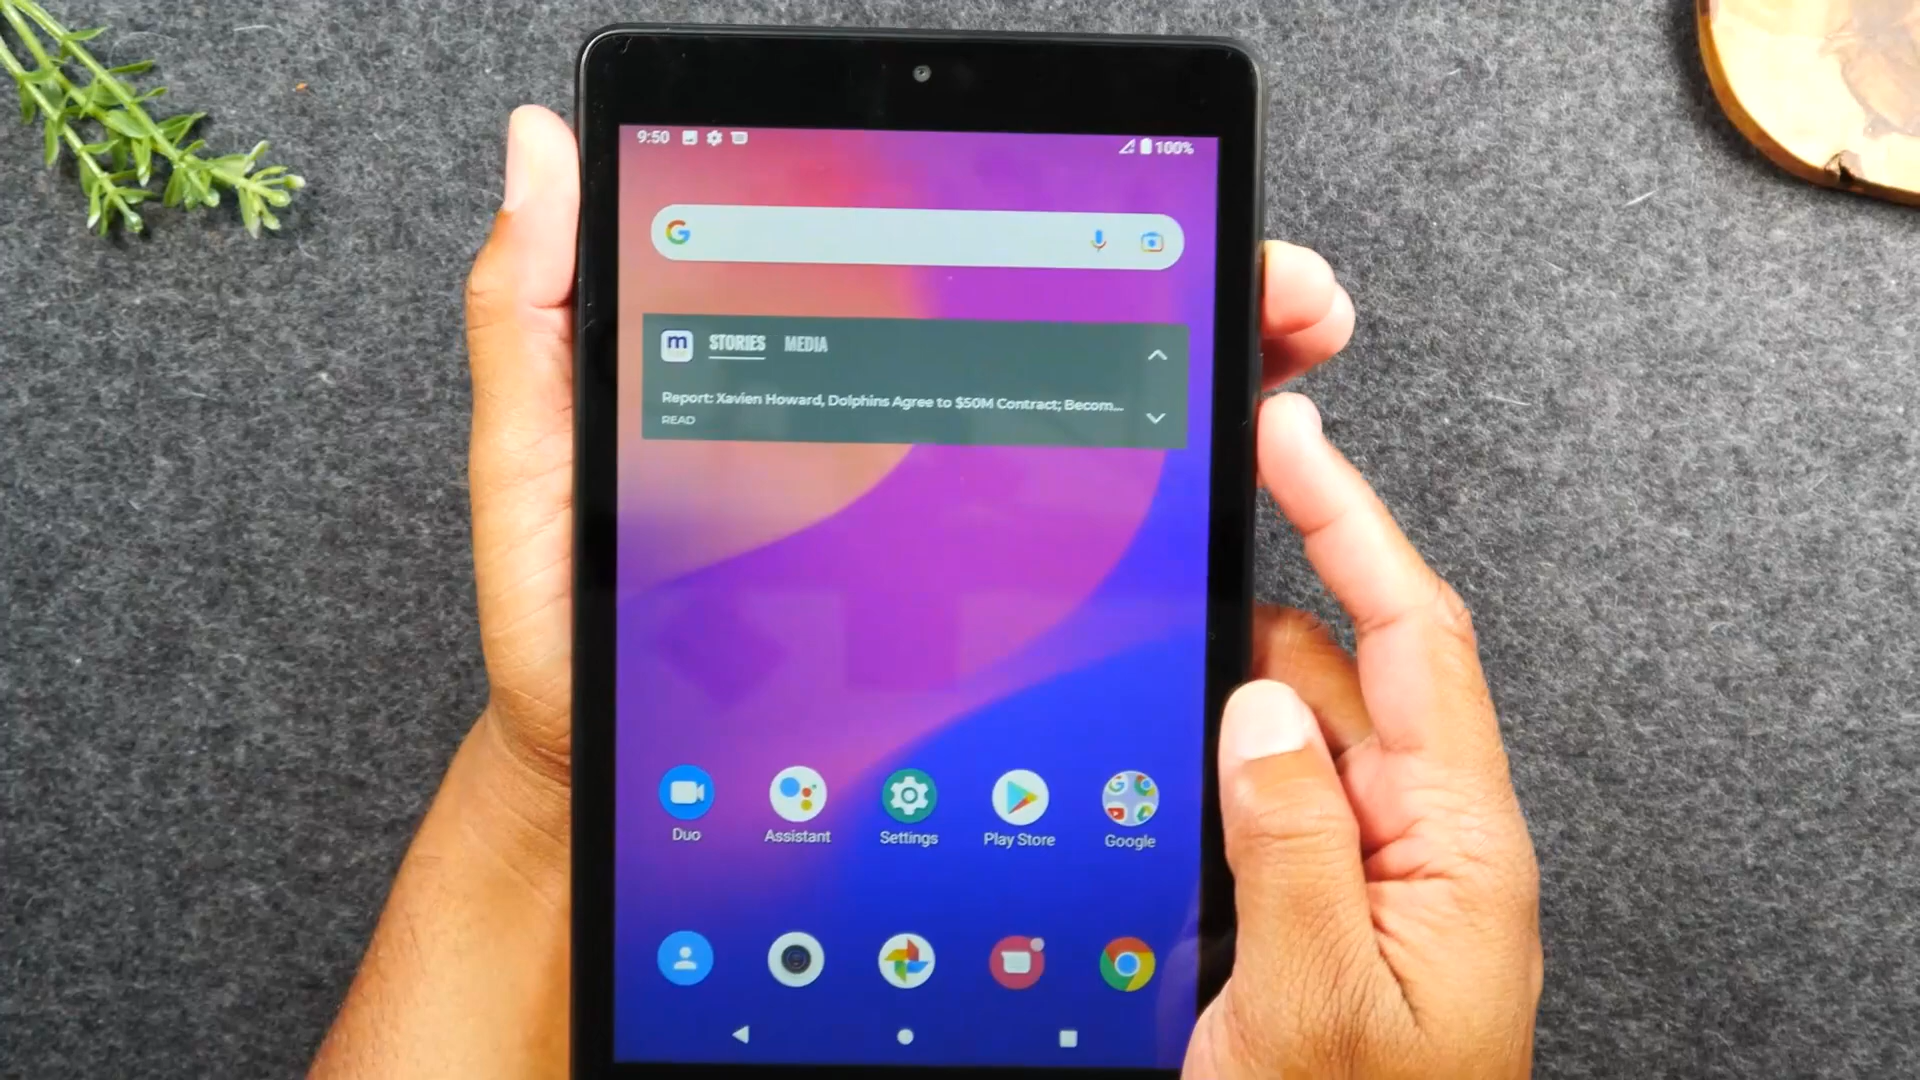 9:50
100%
m STORIES MEDIA
Report: Xavien Howard, Dolphins Agree to $50M Contract; Becom...
READ
Duo Assistant Settings Play Store Google